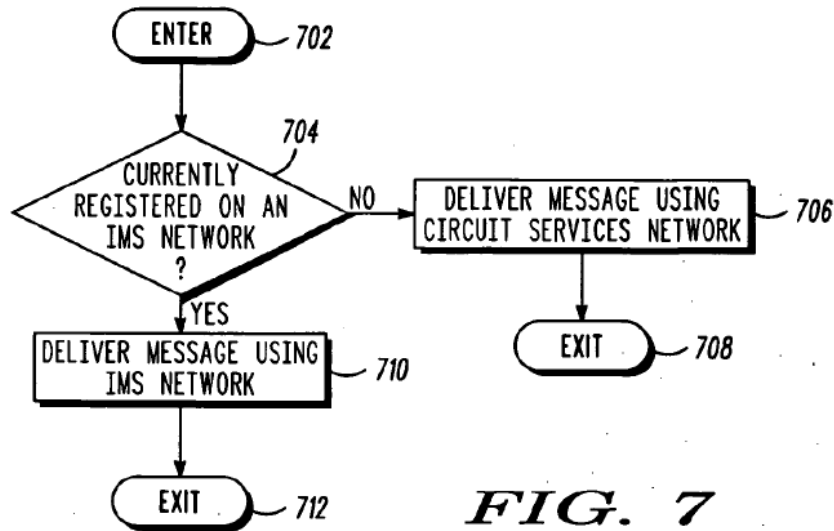 ENTER
702
704
CURRENTLY
REGISTERED ON AN
IMS NETWORK
?
NO
DELIVER MESSAGE USING
CIRCUIT SERVICES NETWORK
706
YES
EXIT
708
DELIVER MESSAGE USING
IMS NETWORK
710
EXIT
712
FIG. 7